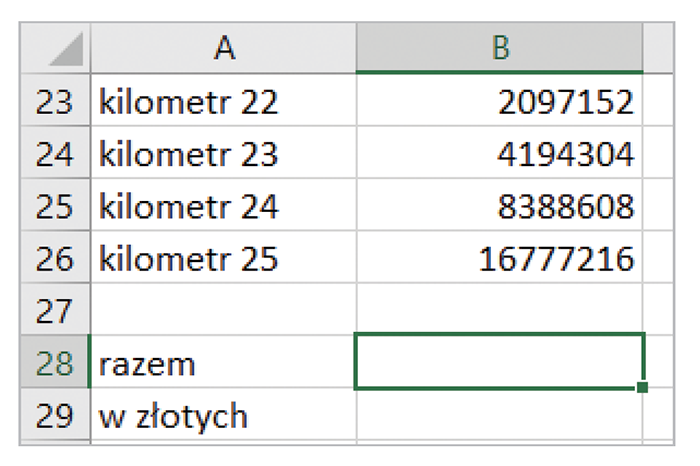 A B
23 kilometr 22 2097152
24 kilometr 23 4194304
25 kilometr 24 8388608
26 kilometr 25 16777216
27
28 razem
29 w złotych